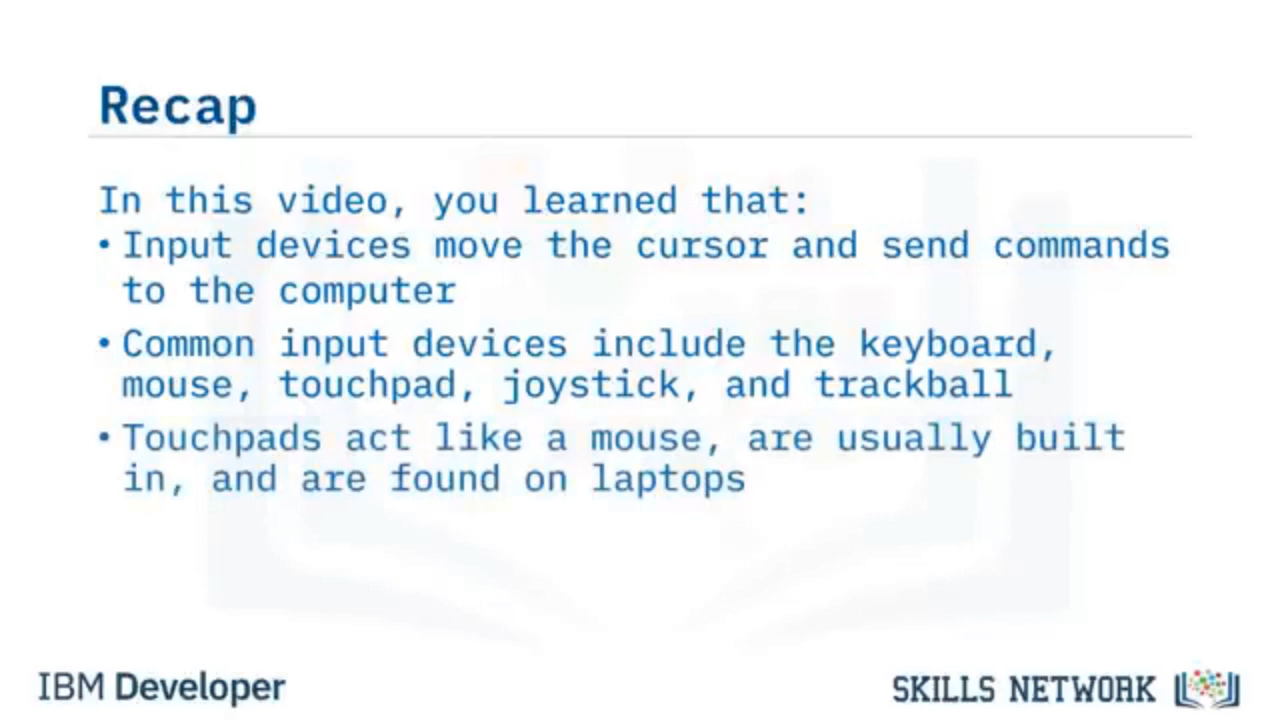 Recap
In this video, you learned that:
• Input devices move the cursor and send commands
to the computer
• Common input devices include the keyboard,
mouse, touchpad, joystick, and trackball
• Touchpads act like a mouse, are usually built
in, and are found on laptops
IBM Developer
SKILLS NETWORK